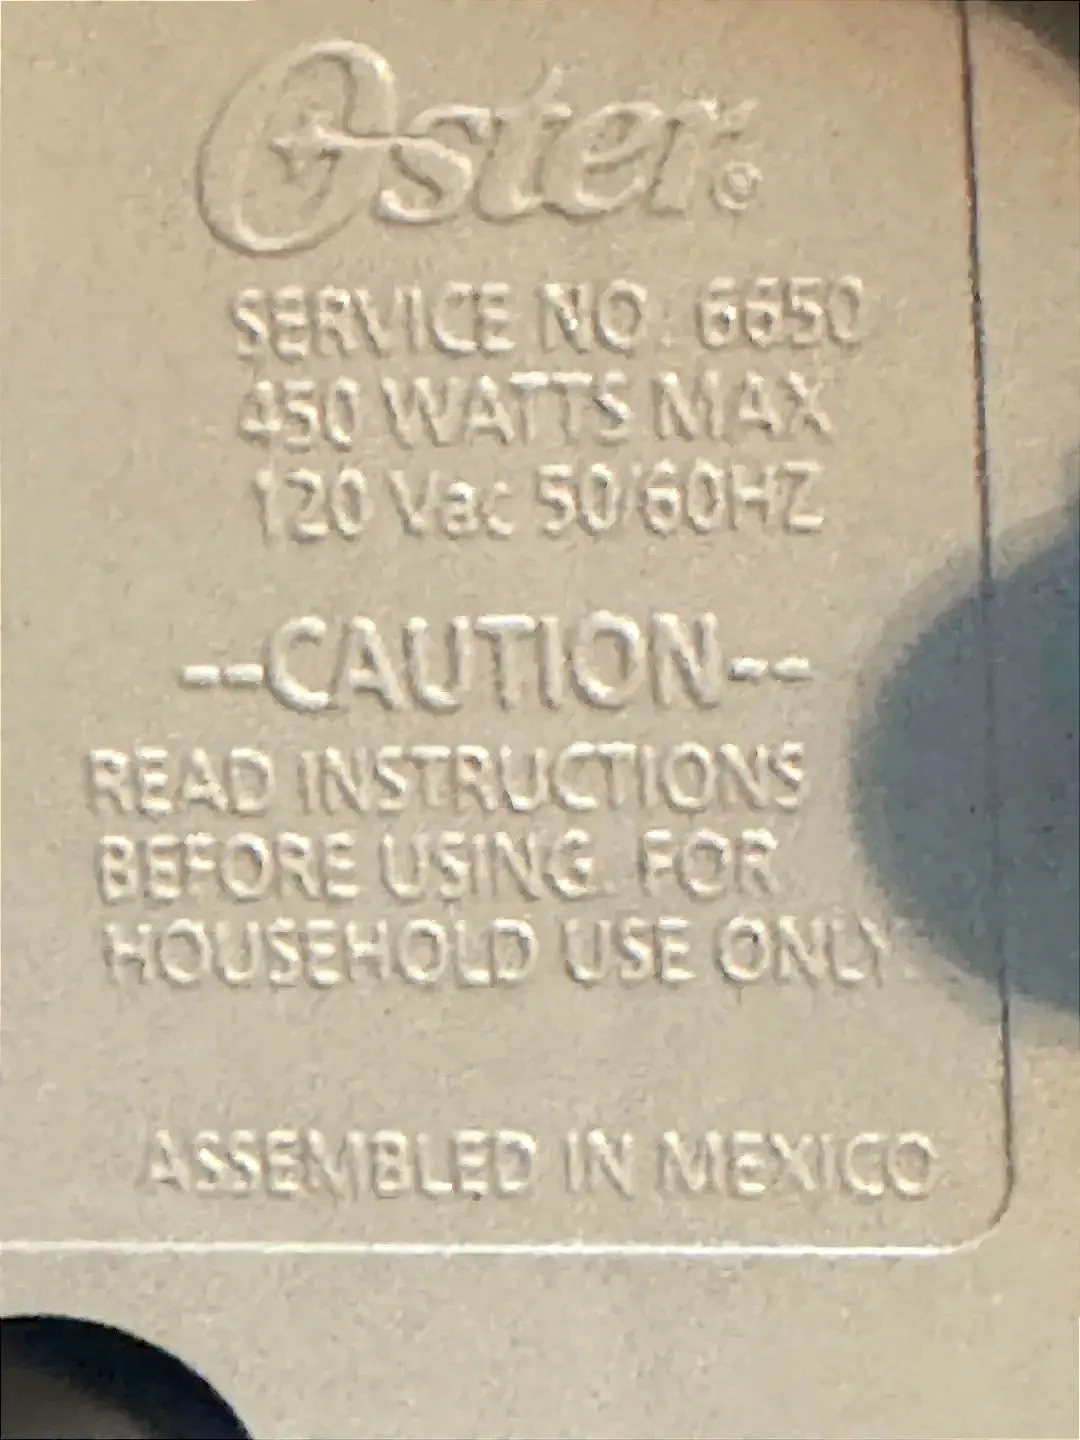 Oster®
SERVICE NO. 6650
450 WATTS MAX
120 Vac 50/60HZ
--CAUTION--
READ INSTRUCTIONS
BEFORE USING. FOR
HOUSEHOLD USE ONLY.
ASSEMBLED IN MEXICO